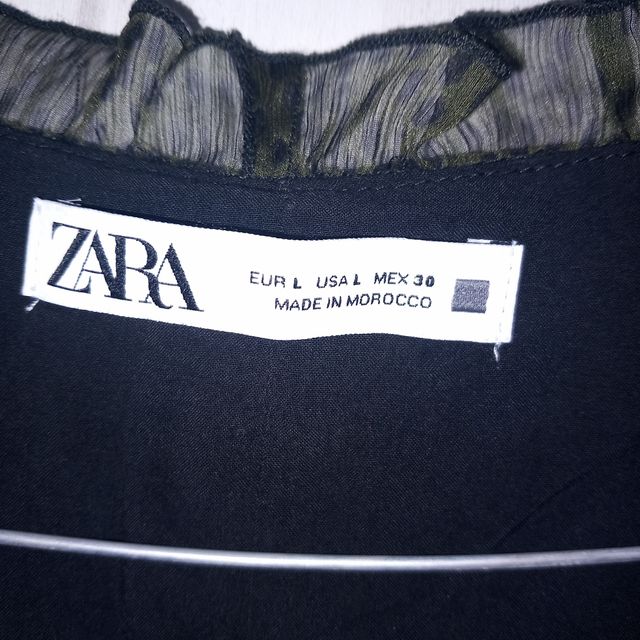 ZARA
EUR L USA L MEX 30
MADE IN MOROCCO